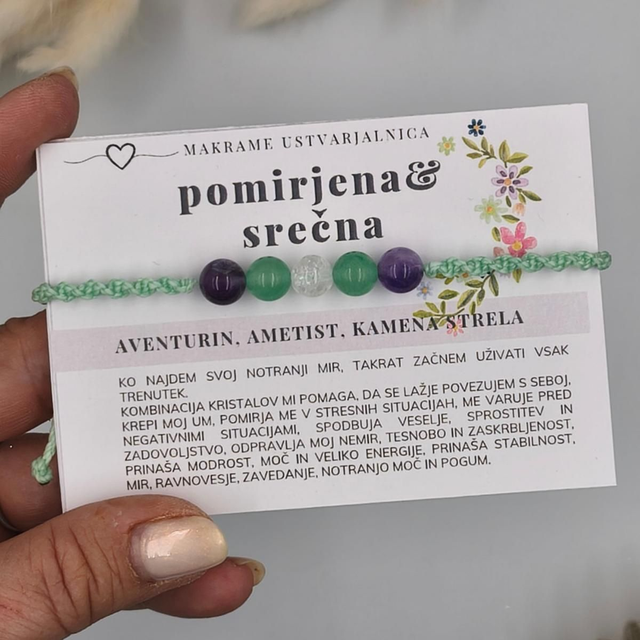 MAKRAME USTVARJALNICA
pomirjena&
srečna
AVENTURIN, AMETIST, KAMENA STRELA
KO NAJDEM SVOJ NOTRANJI MIR, TAKRAT ZAČNEM UŽIVATI VSAK
TRENUTEK.
KOMBINACIJA KRISTALOV MI POMAGA, DA SE LAŽJE POVEZUJEM S SEBOJ,
KREPI MOJ UM, POMIRJA ME V STRESNIH SITUACIJAH, ME VARUJE PRED
NEGATIVNIMI SITUACIJAMI, SPODBUJA VESELJE, SPROSTITEV IN
ZADOVOLJSTVO, ODPRAVLJA MOJ NEMIR, TESNOBO IN ZASKRBLJENOST,
PRINAŠA MODROST, MOČ IN VELIKO ENERGIJE, PRINAŠA STABILNOST,
MIR, RAVNOVESJE, ZAVEDANJE, NOTRANJO MOČ IN POGUM.